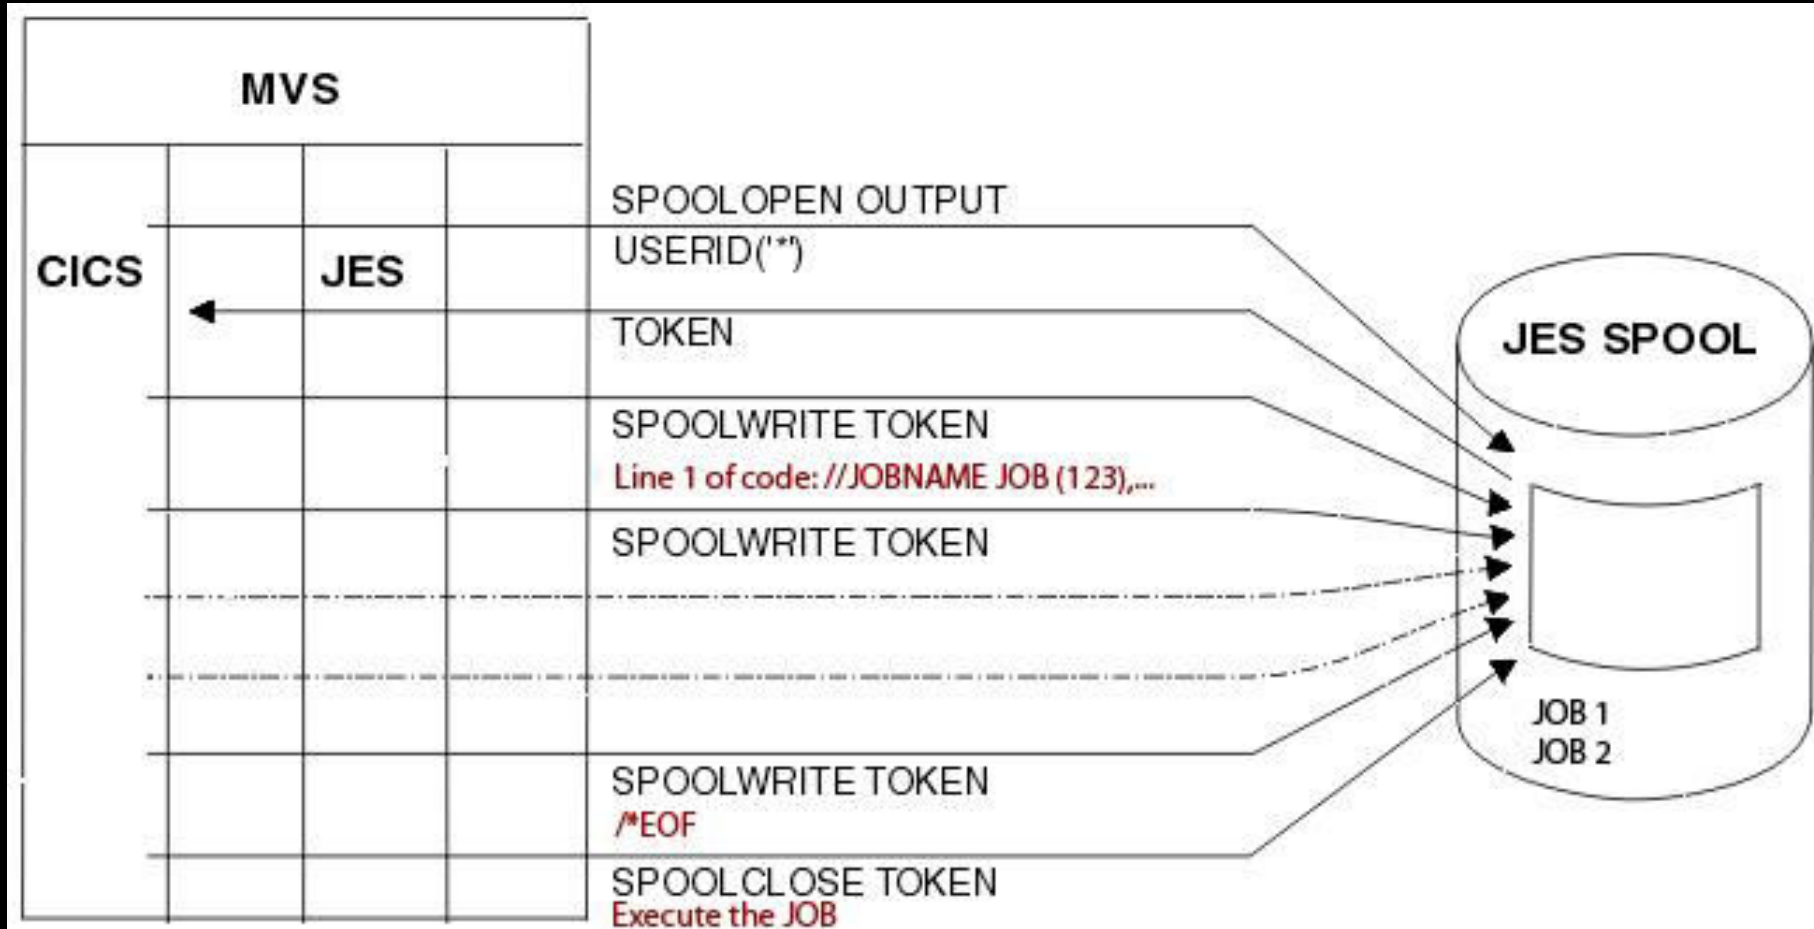 MVS
CICS
JES
SPOOLOPEN OUTPUT
USERID('*')
TOKEN
SPOOLWRITE TOKEN
Line 1 of code: //JOBNAME JOB (123),...
SPOOLWRITE TOKEN
SPOOLWRITE TOKEN
/*EOF
SPOOLCLOSE TOKEN
Execute the JOB
JES SPOOL
JOB 1
JOB 2